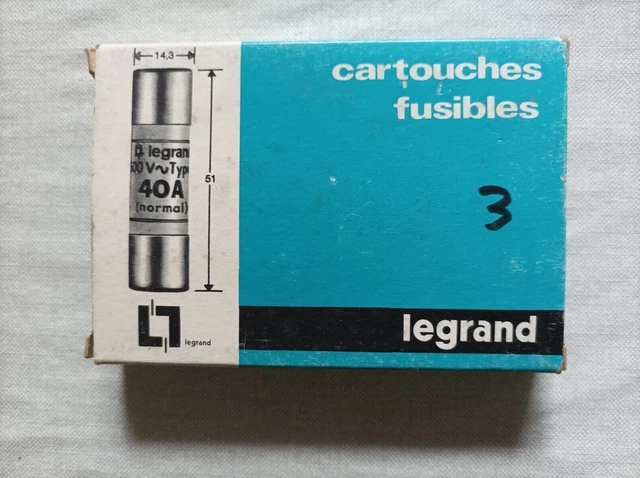 14,3
legrand
500 V~Type
40A
(normal)
51
legrand
cartouches
fusibles
3
legrand